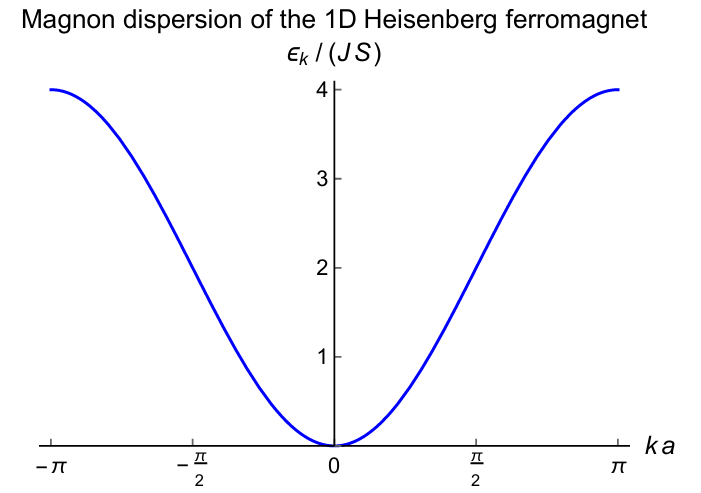 Magnon dispersion of the 1D Heisenberg ferromagnet
ϵk / (J S)
4
3
2
1
k a
−π
−π/2
0
π/2
π